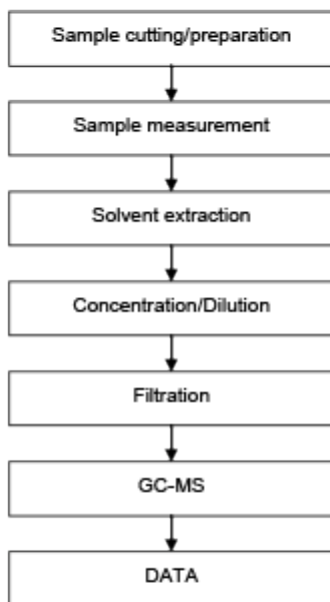 Sample cutting/preparation
Sample measurement
Solvent extraction
Concentration/Dilution
Filtration
GC-MS
DATA